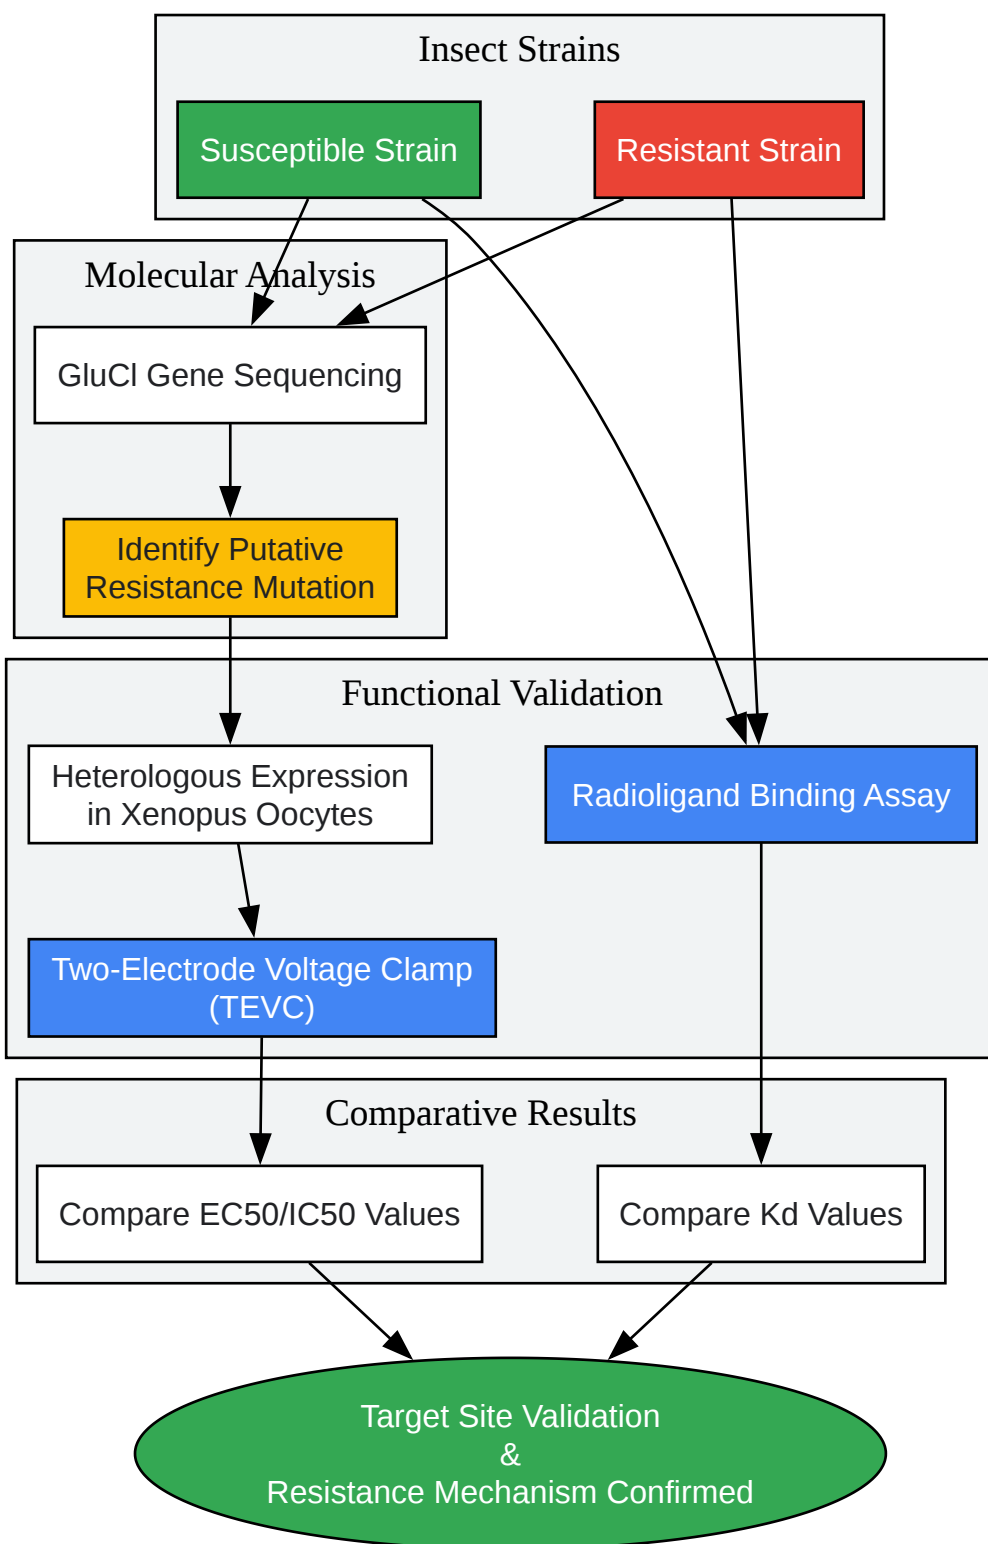 Insect Strains
Susceptible Strain
Resistant Strain
Molecular Analysis
GluCl Gene Sequencing
Identify Putative
Resistance Mutation
Functional Validation
Heterologous Expression
in Xenopus Oocytes
Radioligand Binding Assay
Two-Electrode Voltage Clamp
(TEVC)
Comparative Results
Compare EC50/IC50 Values
Compare Kd Values
Target Site Validation
&
Resistance Mechanism Confirmed